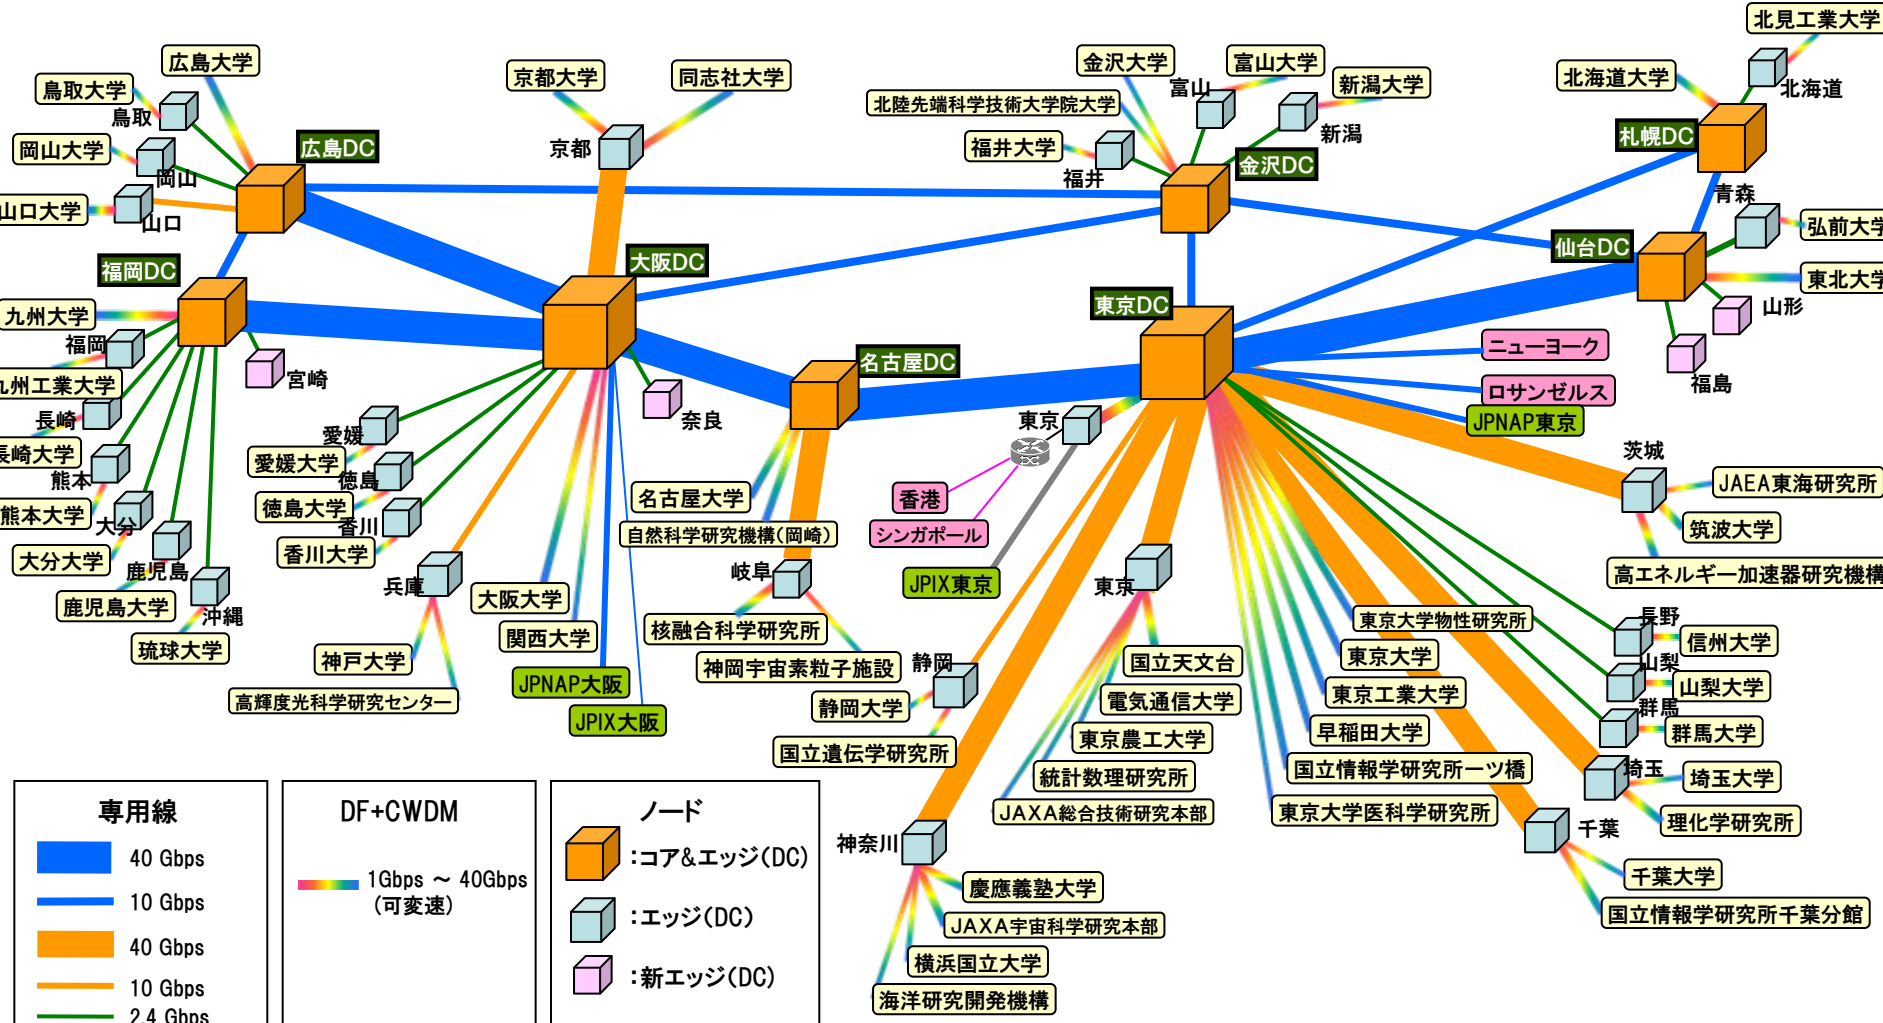 北見工業大学
広島大学
金沢大学
富山大学
京都大学
同志社大学
北海道大学
新潟大学
鳥取大学
富山
北海道
北陸先端科学技術大学院大学
鳥取
新潟
札幌DC
広島DC
京都
岡山大学
福井大学
金沢DC
岡山
福井
青森
山口大学
山口
弘前大学
仙台DC
大阪DC
福岡DC
東北大学
東京DC
山形
九州大学
福岡
ニューヨーク
名古屋DC
宮崎
九州工業大学
福島
ロサンゼルス
長崎
奈良
東京
JPNAP東京
愛媛
長崎大学
茨城
愛媛大学
熊本
徳島
JAEA東海研究所
名古屋大学
香港
徳島大学
熊本大学
大分
香川
筑波大学
自然科学研究機構(岡崎)
シンガポール
香川大学
大分大学
鹿児島
岐阜
高エネルギー加速器研究機構
JPIX東京
兵庫
東京
大阪大学
鹿児島大学
沖縄
長野
東京大学物性研究所
核融合科学研究所
関西大学
信州大学
琉球大学
東京大学
神戸大学
国立天文台
静岡
山梨
神岡宇宙素粒子施設
JPNAP大阪
山梨大学
東京工業大学
高輝度光科学研究センター
電気通信大学
静岡大学
群馬
JPIX大阪
早稲田大学
群馬大学
東京農工大学
国立遺伝学研究所
国立情報学研究所一ツ橋
埼玉
統計数理研究所
埼玉大学
JAXA総合技術研究本部
東京大学医科学研究所
理化学研究所
千葉
神奈川
千葉大学
慶應義塾大学
国立情報学研究所千葉分館
JAXA宇宙科学研究本部
横浜国立大学
海洋研究開発機構
専用線
40 Gbps
10 Gbps
40 Gbps
10 Gbps
2.4 Gbps
DF+CWDM
1Gbps ～ 40Gbps
(可変速)
ノード
:コア&エッジ(DC)
:エッジ(DC)
:新エッジ(DC)